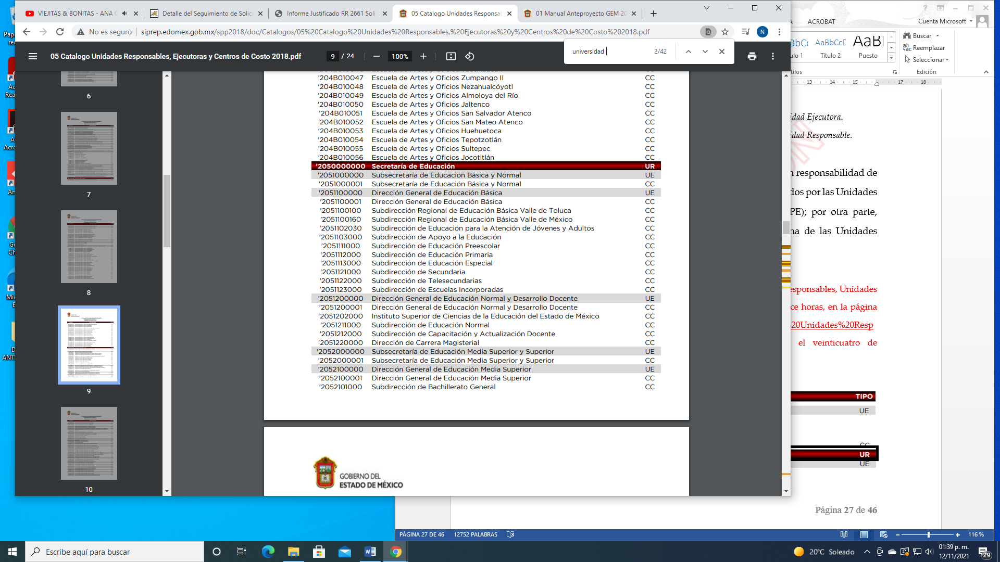 VIEJITAS & BONITAS - ANA G
Detalle del Seguimiento de Solici
Informe Justificado RR 2661 Soli
05 Catalogo Unidades Responsab
01 Manual Anteproyecto GEM 20
No es seguro
siprep.edomex.gob.mx/spp2018/doc/Catalogos/05%20Catalogo%20Unidades%20Responsables,%20Ejecutoras%20y%20Centros%20de%20Costo%202018.pdf
N
05 Catalogo Unidades Responsables, Ejecutoras y Centros de Costo 2018.pdf
9 / 24
100%
universidad
2/42
ACROBAT
Cuenta Microsoft
Buscar
Reemplazar
Seleccionar
Edición
AaBbCcD
Título 2
Puesto
13 14 15 17 18
6
7
8
9
10
'204B010047 Escuela de Artes y Oficios Zumpango II CC
'204B010048 Escuela de Artes y Oficios Nezahualcóyotl CC
'204B010049 Escuela de Artes y Oficios Almoloya del Río CC
'204B010050 Escuela de Artes y Oficios Jaltenco CC
'204B010051 Escuela de Artes y Oficios San Salvador Atenco CC
'204B010052 Escuela de Artes y Oficios San Mateo Atenco CC
'204B010053 Escuela de Artes y Oficios Huehuetoca CC
'204B010054 Escuela de Artes y Oficios Tepotzotlán CC
'204B010055 Escuela de Artes y Oficios Sultepec CC
'204B010056 Escuela de Artes y Oficios Jocotitlán CC
'2050000000 Secretaría de Educación UR
'2051000000 Subsecretaría de Educación Básica y Normal UE
'2051000001 Subsecretaría de Educación Básica y Normal CC
'2051100000 Dirección General de Educación Básica UE
'2051100001 Dirección General de Educación Básica CC
'2051100100 Subdirección Regional de Educación Básica Valle de Toluca CC
'2051100160 Subdirección Regional de Educación Básica Valle de México CC
'2051102030 Subdirección de Educación para la Atención de Jóvenes y Adultos CC
'2051103000 Subdirección de Apoyo a la Educación CC
'2051111000 Subdirección de Educación Preescolar CC
'2051112000 Subdirección de Educación Primaria CC
'2051113000 Subdirección de Educación Especial CC
'2051121000 Subdirección de Secundaria CC
'2051122000 Subdirección de Telesecundarias CC
'2051123000 Subdirección de Escuelas Incorporadas CC
'2051200000 Dirección General de Educación Normal y Desarrollo Docente UE
'2051200001 Dirección General de Educación Normal y Desarrollo Docente CC
'2051202000 Instituto Superior de Ciencias de la Educación del Estado de México CC
'2051211000 Subdirección de Educación Normal CC
'2051212000 Subdirección de Capacitación y Actualización Docente CC
'2051220000 Dirección de Carrera Magisterial CC
'2052000000 Subsecretaría de Educación Media Superior y Superior UE
'2052000001 Subsecretaría de Educación Media Superior y Superior CC
'2052100000 Dirección General de Educación Media Superior UE
'2052100001 Dirección General de Educación Media Superior CC
'2052101000 Subdirección de Bachillerato General CC
GOBIERNO DEL
ESTADO DE MÉXICO
idad Ejecutora.
idad Responsable.
responsabilidad de
dos por las Unidades
PE); por otra parte,
na de las Unidades
esponsables, Unidades
ce horas, en la página
%20Unidades%20Resp
el veinticuatro de
TIPO
UE
CC
UR
UE
Página 27 de 46
PÁGINA 27 DE 46
12752 PALABRAS
116 %
Escribe aquí para buscar
20°C Soleado
01:39 p. m.
12/11/2021
29